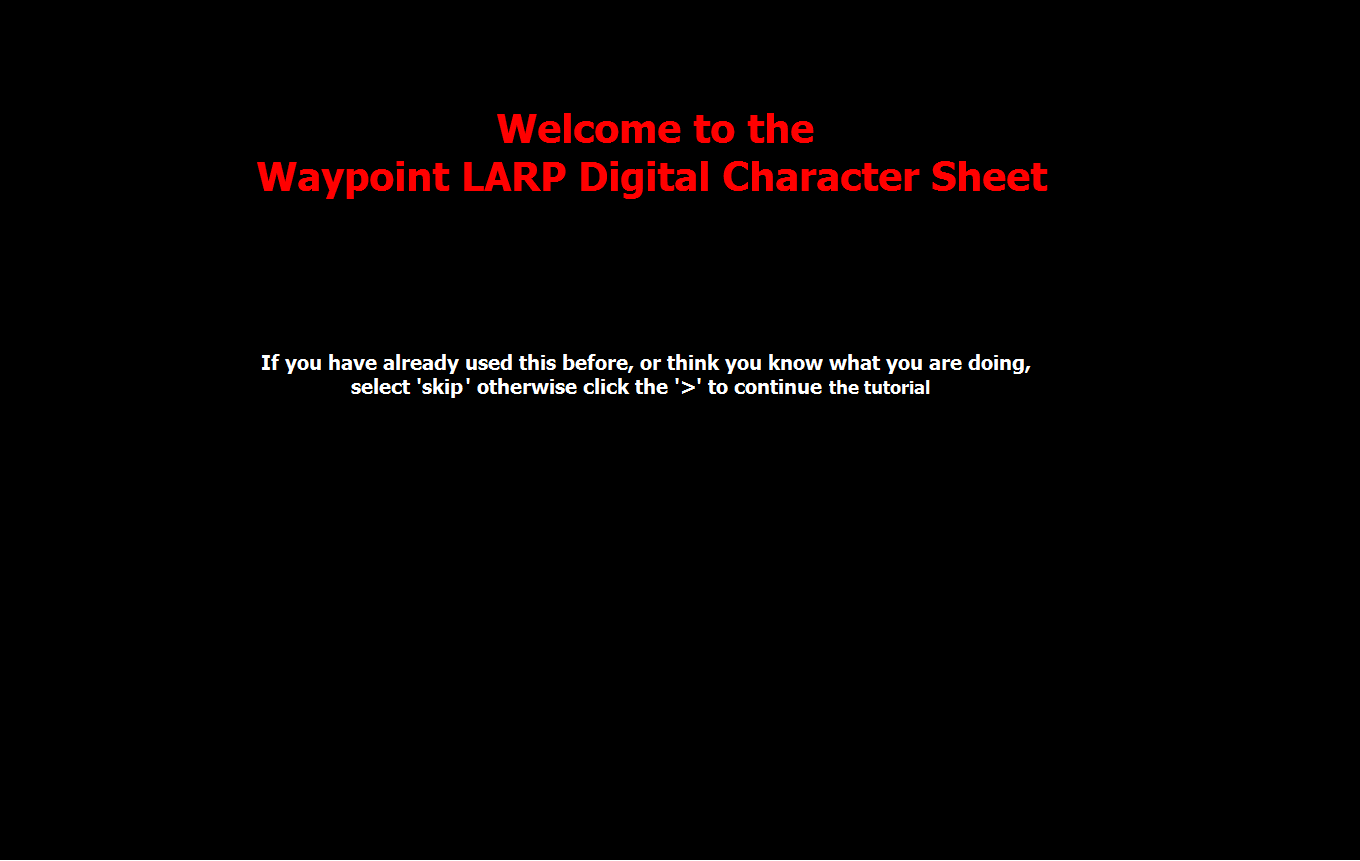 Welcome to the
Waypoint LARP Digital Character Sheet
If you have already used this before, or think you know what you are doing,
select 'skip' otherwise click the '>' to continue the tutorial